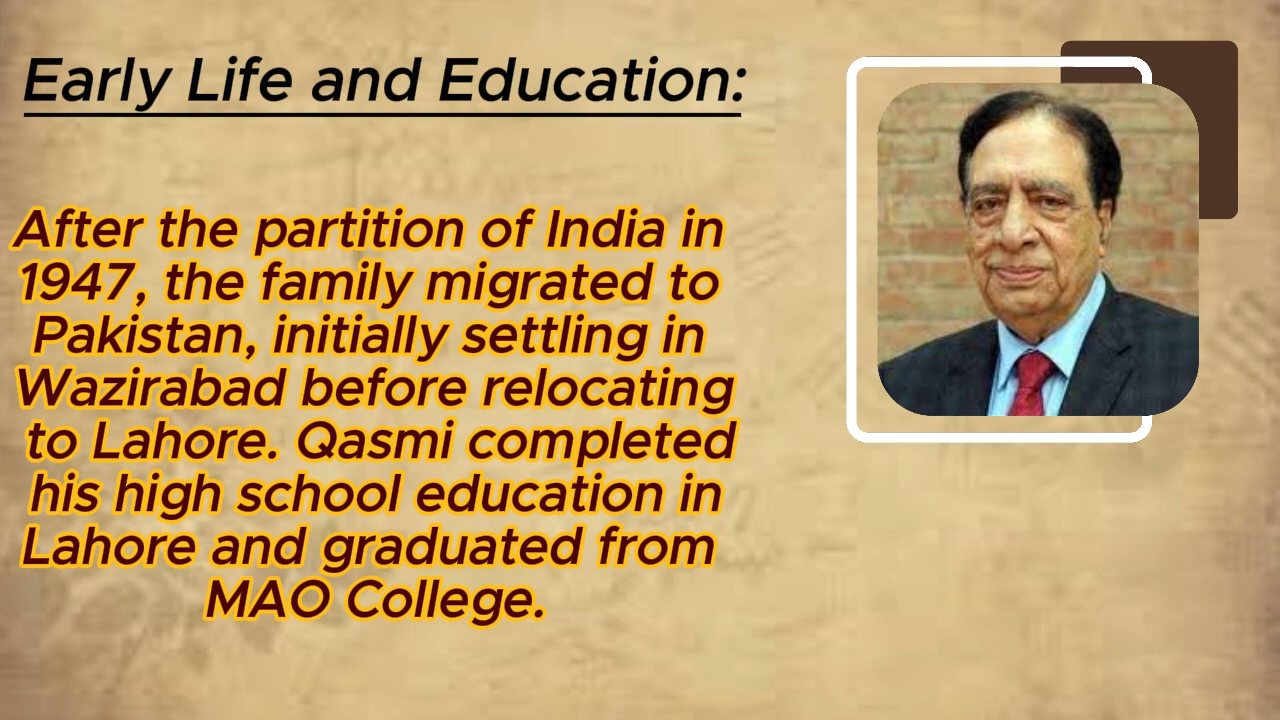 Early Life and Education:
After the partition of India in
1947, the family migrated to
Pakistan, initially settling in
Wazirabad before relocating
to Lahore. Qasmi completed
his high school education in
Lahore and graduated from
MAO College.